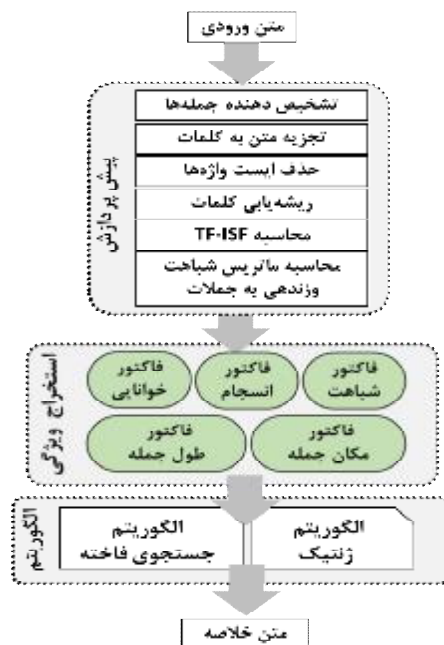 متن ورودی
پیش پردازش
تشخیص دهنده جمله‌ها
تجزیه متن به کلمات
حذف ایست واژه‌ها
ریشه‌یابی کلمات
محاسبه TF-ISF
محاسبه ماتریس شباهت
وزندهی به جملات
استخراج ویژگی
فاکتور شباهت
فاکتور انسجام
فاکتور خوانایی
فاکتور مکان جمله
فاکتور طول جمله
الگوریتم
الگوریتم ژنتیک
الگوریتم جستجوی فاخته
متن خلاصه